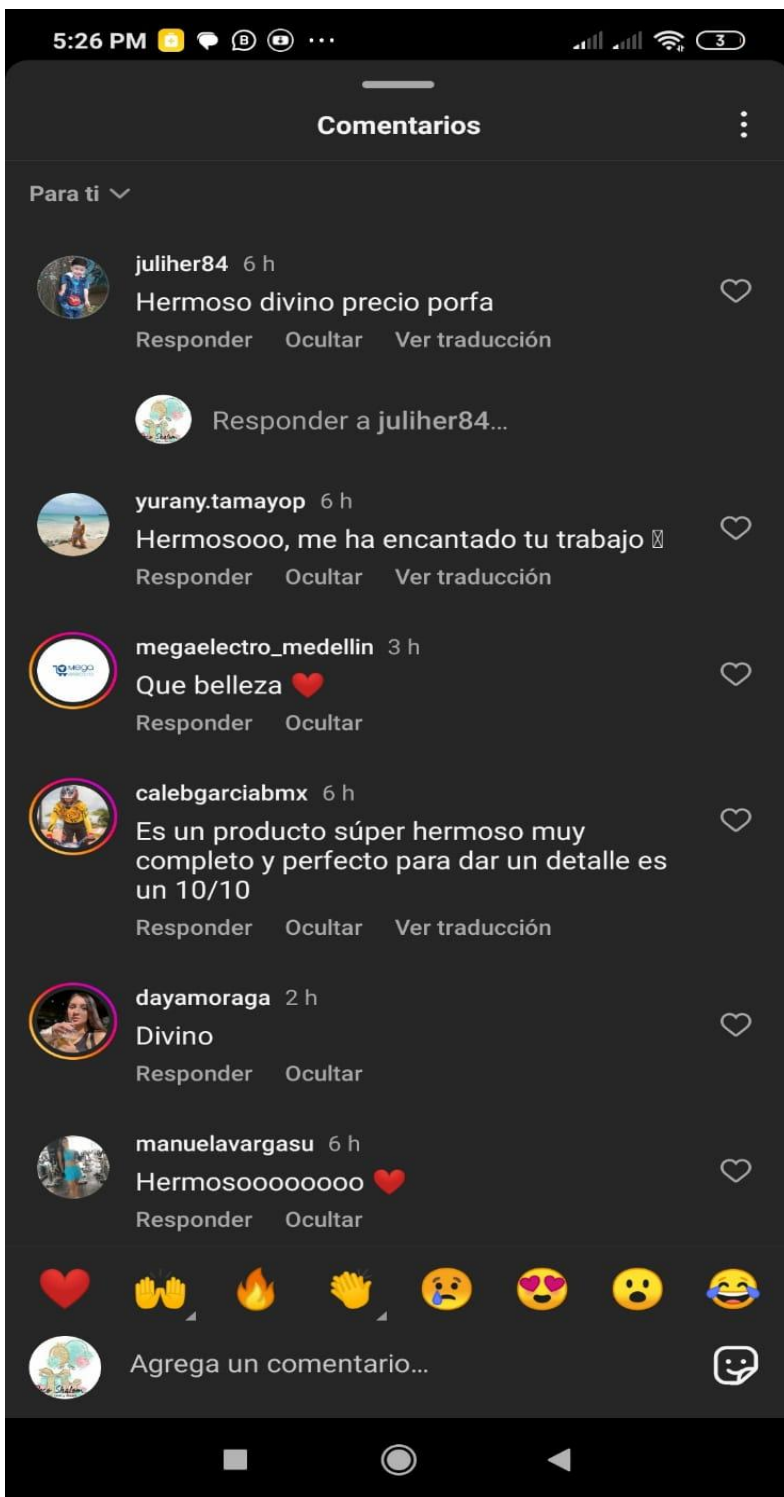 5:26 PM
3
Comentarios
Para ti
juliher84 6 h
Hermoso divino precio porfa
Responder Ocultar Ver traducción
Responder a juliher84...
yurany.tamayop 6 h
Hermosooo, me ha encantado tu trabajo
Responder Ocultar Ver traducción
megaelectro_medellin 3 h
Que belleza ❤️
Responder Ocultar
calebgarciabmx 6 h
Es un producto súper hermoso muy
completo y perfecto para dar un detalle es
un 10/10
Responder Ocultar Ver traducción
dayamoraga 2 h
Divino
Responder Ocultar
manuelavargasu 6 h
Hermosoooooooo ❤️
Responder Ocultar
Agrega un comentario...